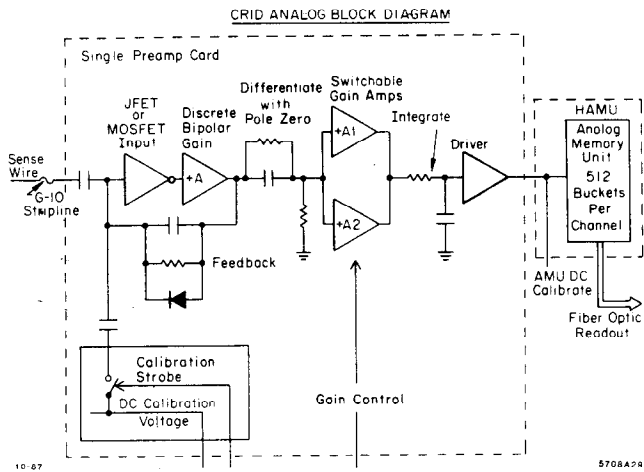 CRID ANALOG BLOCK DIAGRAM
Single Preamp Card
JFET
or
MOSFET
Input
Discrete
Bipolar
Gain
Differentiate
with
Pole Zero
Switchable
Gain Amps
Integrate
Driver
HAMU
Analog
Memory
Unit
512
Buckets
Per
Channel
Sense
Wire
G-10
Stripline
+A
+A1
+A2
Feedback
AMU DC
Calibrate
Fiber Optic
Readout
Calibration
Strobe
DC Calibration
Voltage
Gain Control
10-87
5708A29